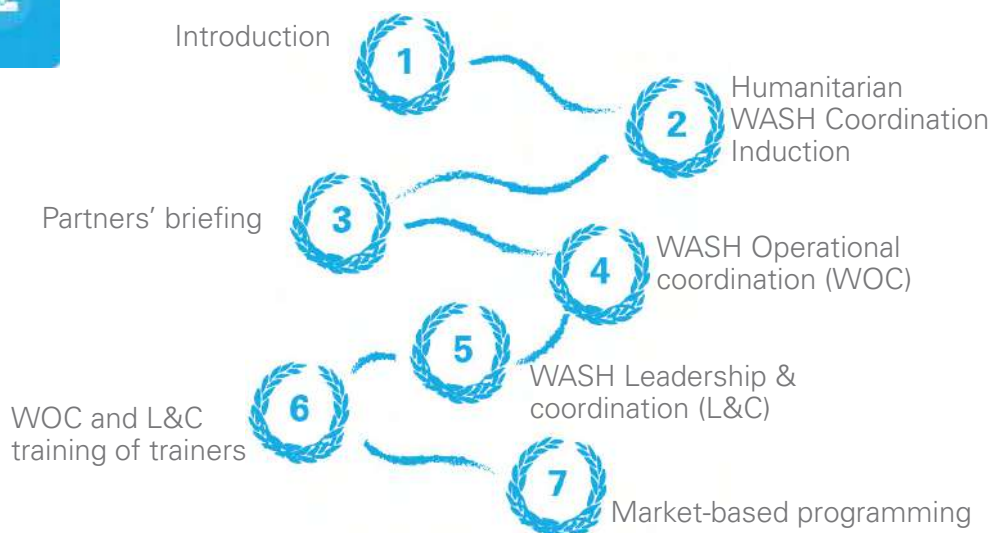 Introduction
1
2
Humanitarian
WASH Coordination
Induction
Partners’ briefing
3
4
WASH Operational
coordination (WOC)
5
WASH Leadership &
coordination (L&C)
WOC and L&C
training of trainers
6
7
Market-based programming